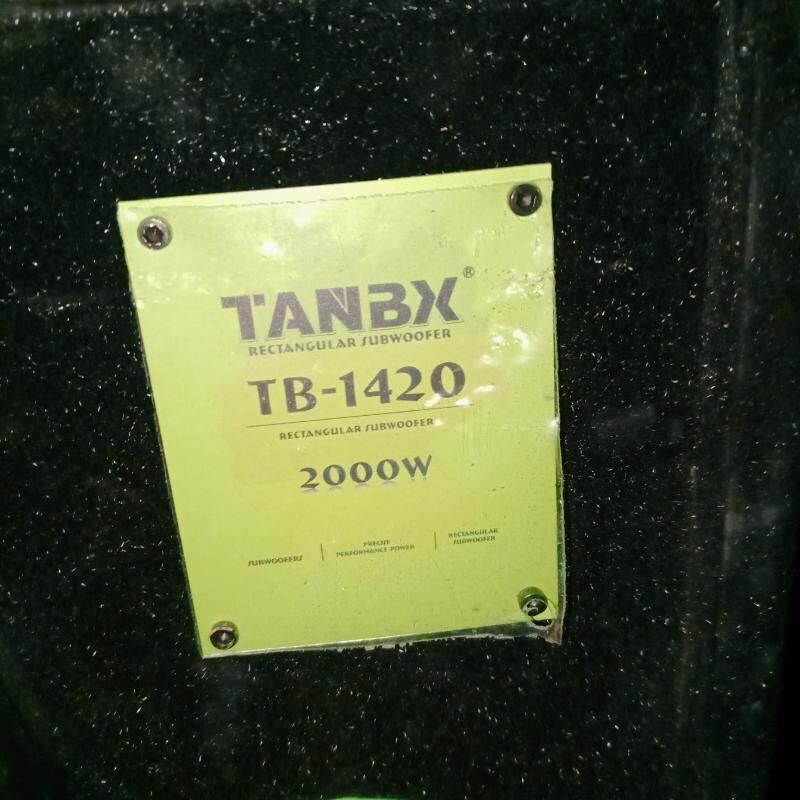 TANBX®
RECTANGULAR SUBWOOFER
TB-1420
RECTANGULAR SUBWOOFER
2000W
SUBWOOFERS
PRECISE
PERFORMANCE POWER
RECTANGULAR
SUBWOOFER